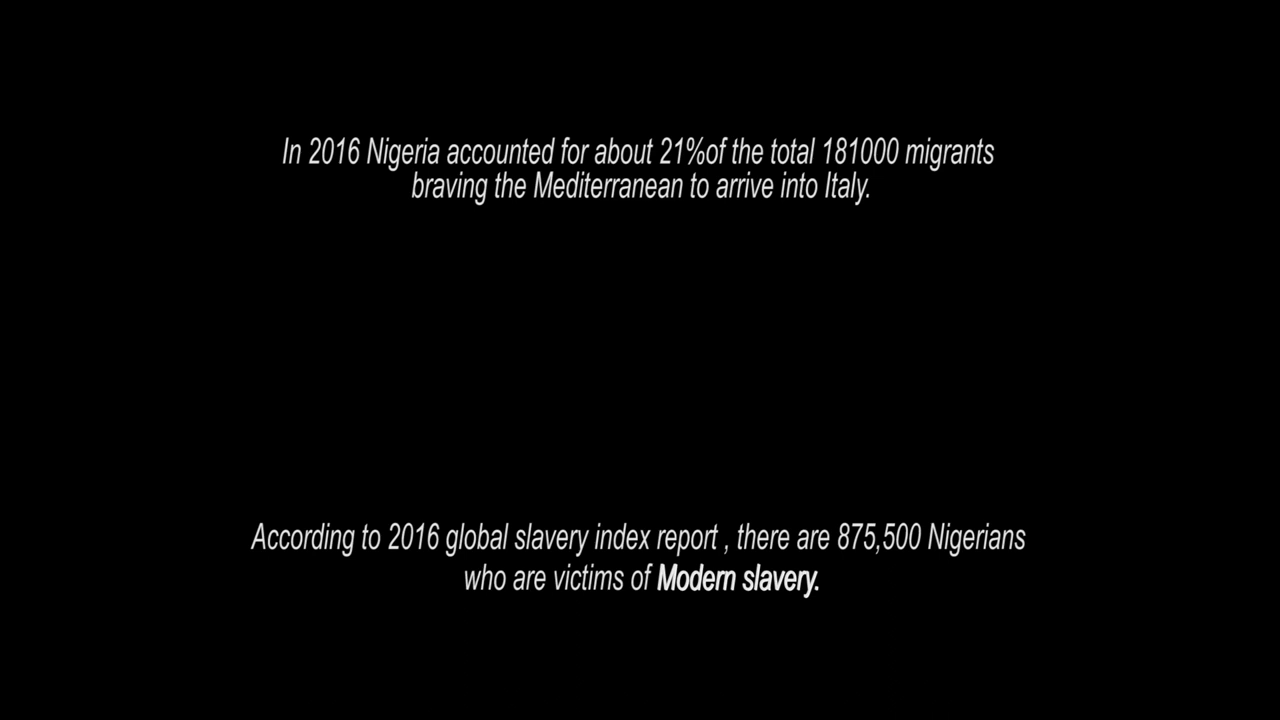 In 2016 Nigeria accounted for about 21%of the total 181000 migrants
braving the Mediterranean to arrive into Italy.
According to 2016 global slavery index report , there are 875,500 Nigerians
who are victims of Modern slavery.